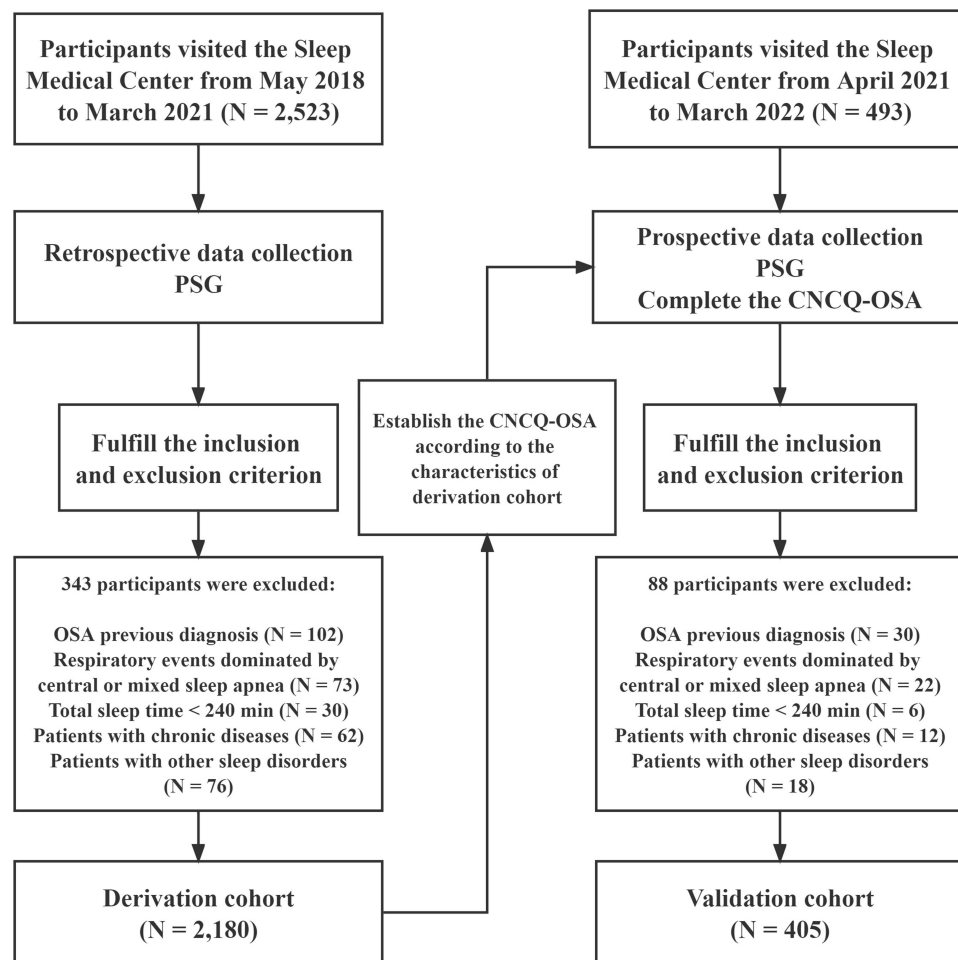 Participants visited the Sleep
Medical Center from May 2018
to March 2021 (N = 2,523)
Retrospective data collection
PSG
Fulfill the inclusion
and exclusion criterion
343 participants were excluded:
OSA previous diagnosis (N = 102)
Respiratory events dominated by
central or mixed sleep apnea (N = 73)
Total sleep time < 240 min (N = 30)
Patients with chronic diseases (N = 62)
Patients with other sleep disorders
(N = 76)
Derivation cohort
(N = 2,180)
Establish the CNCQ-OSA
according to the
characteristics of
derivation cohort
Participants visited the Sleep
Medical Center from April 2021
to March 2022 (N = 493)
Prospective data collection
PSG
Complete the CNCQ-OSA
Fulfill the inclusion
and exclusion criterion
88 participants were excluded:
OSA previous diagnosis (N = 30)
Respiratory events dominated by
central or mixed sleep apnea (N = 22)
Total sleep time < 240 min (N = 6)
Patients with chronic diseases (N = 12)
Patients with other sleep disorders
(N = 18)
Validation cohort
(N = 405)